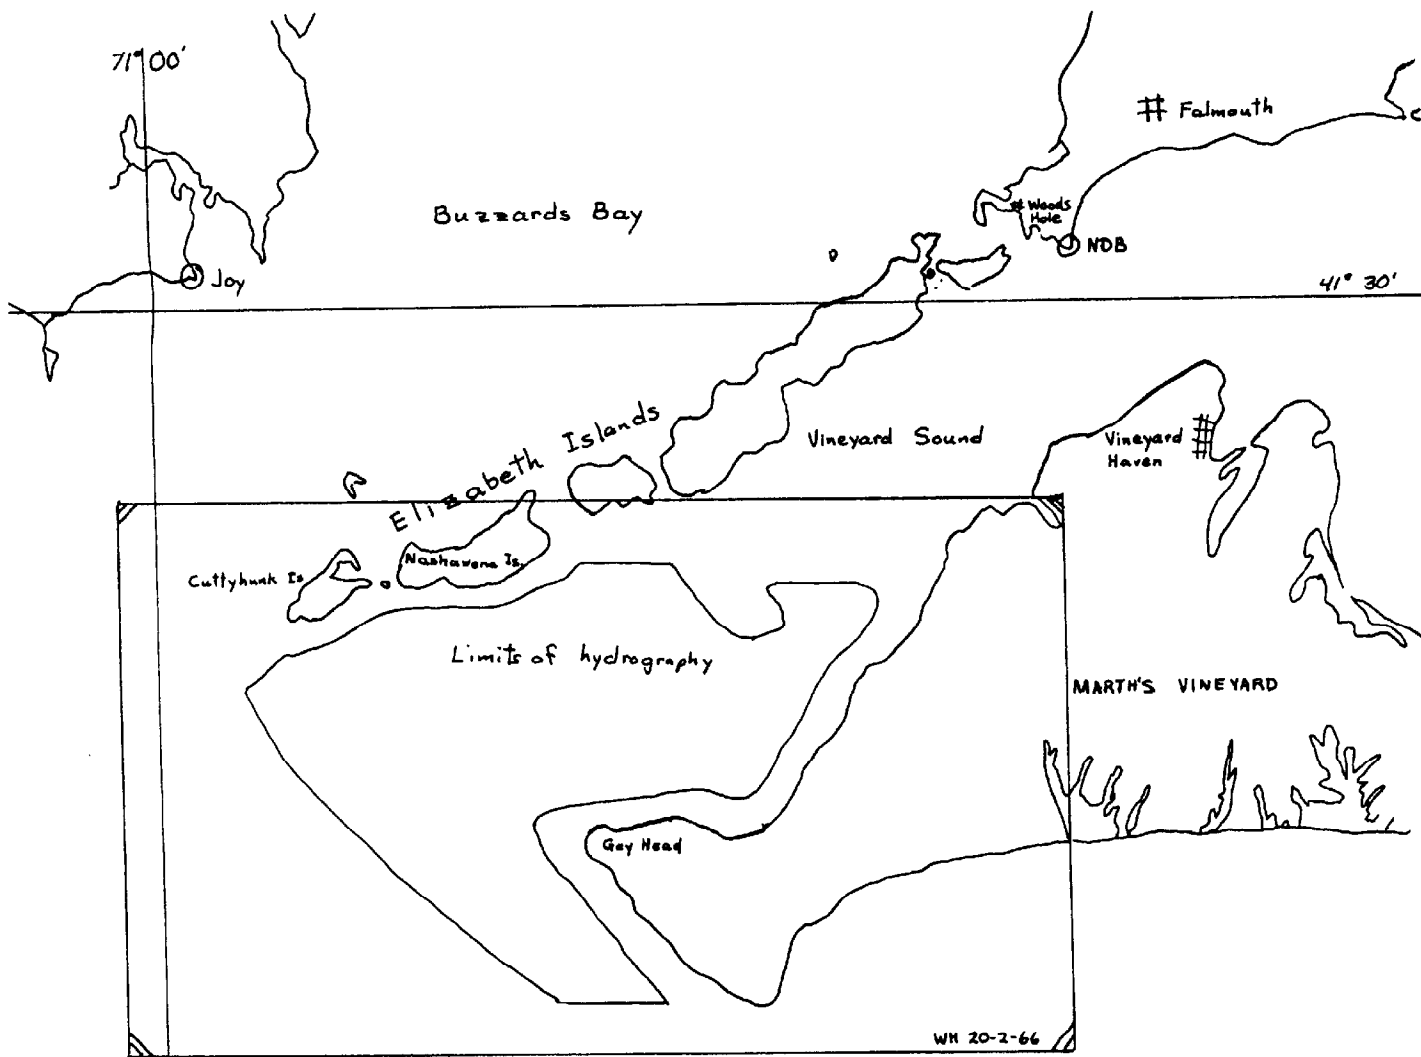 71° 00'
# Falmouth
Buzzards Bay
# Woods
Hole
NDB
Joy
41° 30'
Elizabeth Islands
Vineyard Sound
Vineyard
Haven
Nashawena Is.
Cuttyhunk Is
Limits of hydrography
MARTH'S VINEYARD
Gay Head
WH 20-2-66